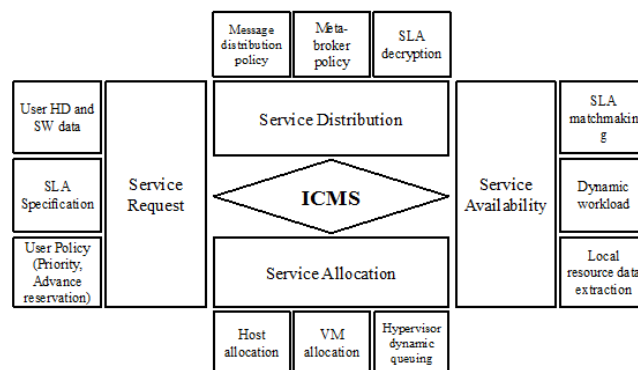 Message
distribution
policy
Meta-
broker
policy
SLA
decryption
User HD and
SW data
SLA
Specification
User Policy
(Priority,
Advance
reservation)
Service
Request
Service Distribution
ICMS
Service Allocation
Service
Availability
SLA
matchmakin
g
Dynamic
workload
Local
resource data
extraction
Host
allocation
VM
allocation
Hypervisor
dynamic
queuing